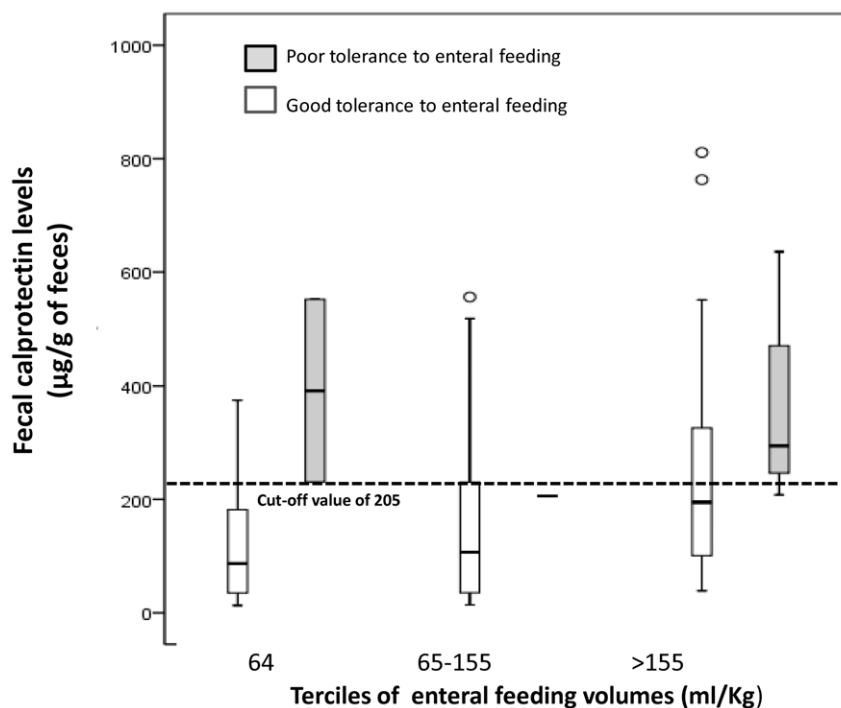 1000
800
600
400
200
0
Poor tolerance to enteral feeding
Good tolerance to enteral feeding
Fecal calprotectin levels
(µg/g of feces)
Cut-off value of 205
64
65-155
>155
Terciles of enteral feeding volumes (ml/Kg)